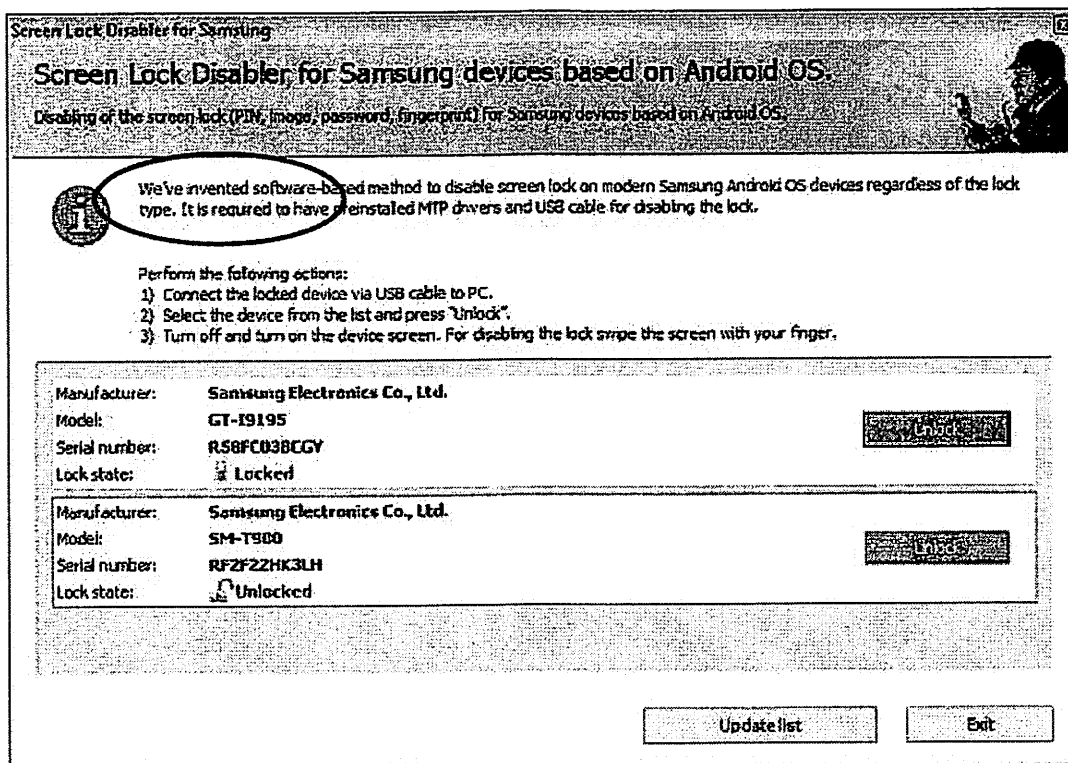 Screen Lock Disabler for Samsung
Screen Lock Disabler for Samsung devices based on Android OS.
Disabling of the screen lock (PIN, image, password, fingerprint) for Samsung devices based on Android OS.
We've invented software-based method to disable screen lock on modern Samsung Android OS devices regardless of the lock
type. It is required to have preinstalled MTP drivers and USB cable for disabling the lock.
Perform the following actions:
1) Connect the locked device via USB cable to PC.
2) Select the device from the list and press "Unlock".
3) Turn off and turn on the device screen. For disabling the lock swipe the screen with your finger.
Manufacturer: Samsung Electronics Co., Ltd.
Model: GT-I9195
Unlock
Serial number: R58FC03BCGY
Lock state: Locked
Manufacturer: Samsung Electronics Co., Ltd.
Model: SM-T900
Unlock
Serial number: RF2F22HK3LH
Lock state: Unlocked
Update list Exit